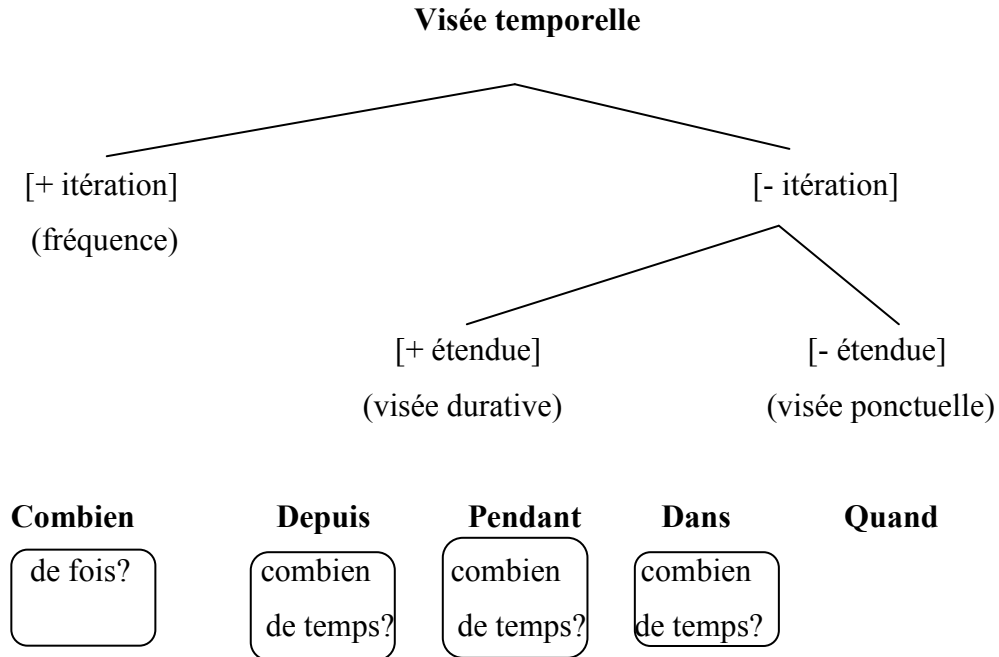 Visée temporelle
[+ itération] [- itération]
(fréquence)
[+ étendue] [- étendue]
(visée durative) (visée ponctuelle)
Combien Depuis Pendant Dans Quand
de fois? combien combien combien
de temps? de temps? de temps?